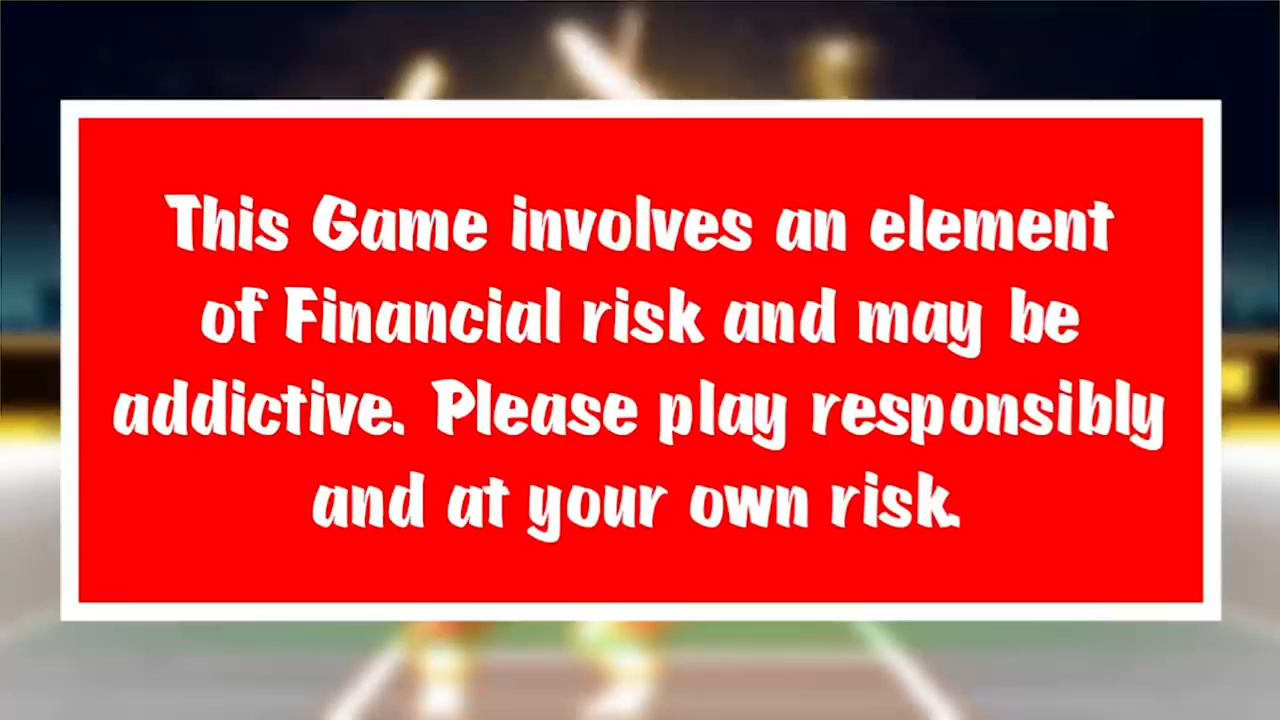 This Game involves an element
of Financial risk and may be
addictive. Please play responsibly
and at your own risk.